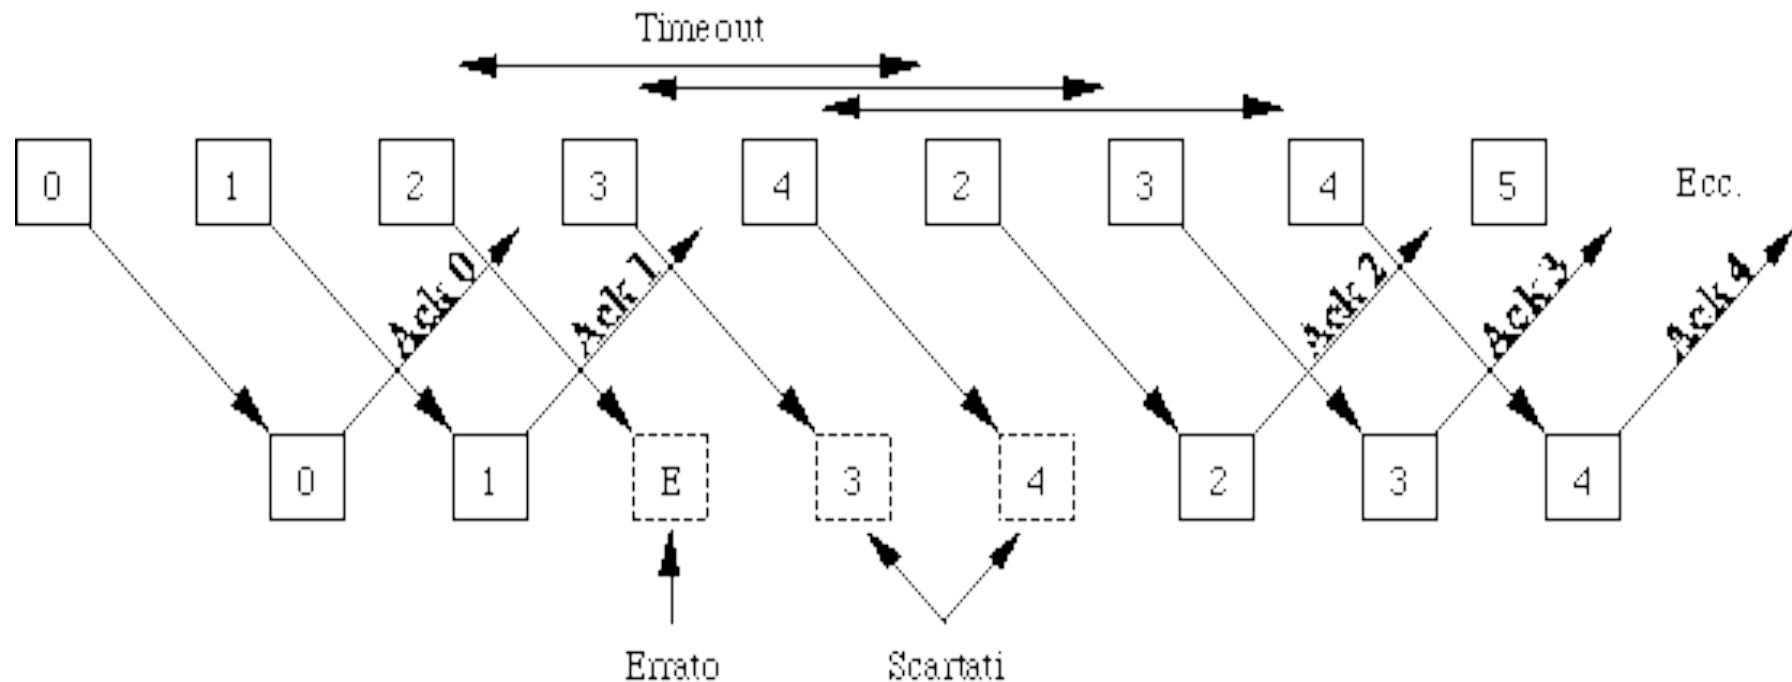 Timeout
0 1 2 3 4 2 3 4 5 Ecc.
Ack 0 Ack 1 Ack 2 Ack 3 Ack 4
0 1 E 3 4 2 3 4
Errato Scartati